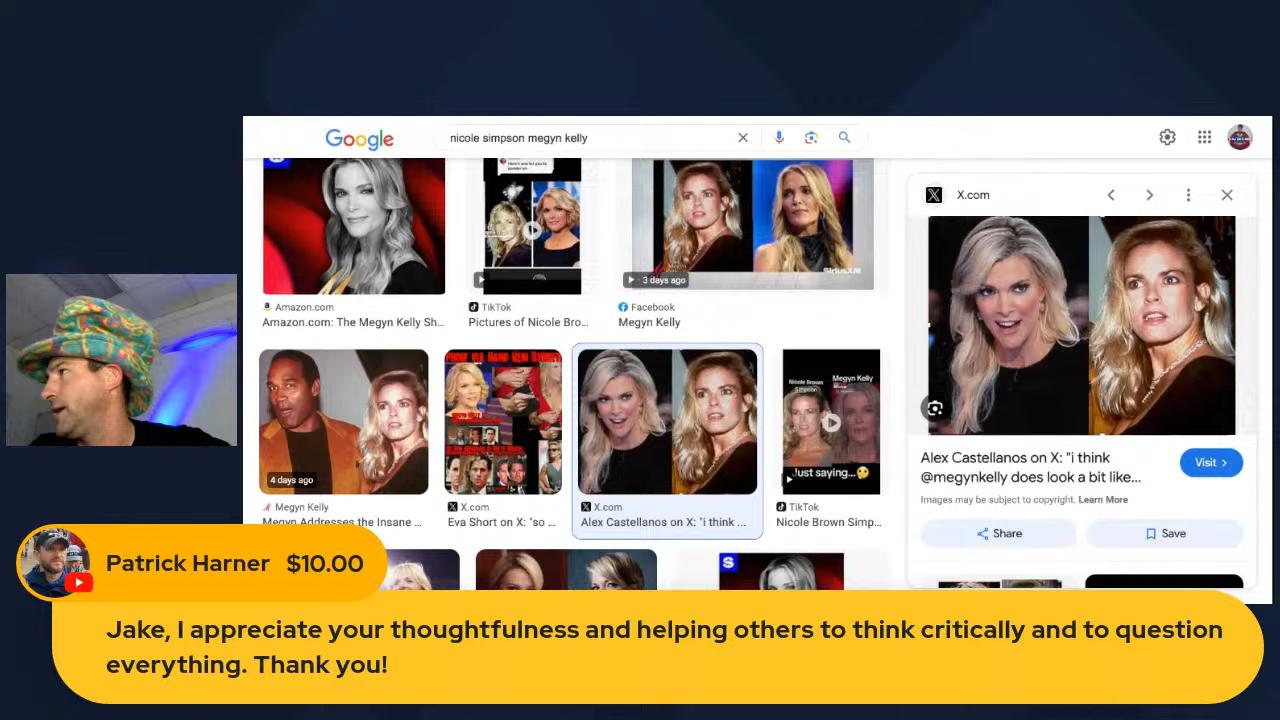 Google
nicole simpson megyn kelly
X.com
3 days ago
SiriusXM
Amazon.com
Amazon.com: The Megyn Kelly Sh...
TikTok
Pictures of Nicole Bro...
Facebook
Megyn Kelly
4 days ago
Nicole Brown
Simpson
Megyn Kelly
Just saying...🤔
Megyn Addresses the Insane ...
X.com
Eva Short on X: "so ...
X.com
Alex Castellanos on X: "i think ...
TikTok
Nicole Brown Simp...
Alex Castellanos on X: "i think
@megynkelly does look a bit like...
Visit
Images may be subject to copyright. Learn More
Share
Save
S
Patrick Harner $10.00
Jake, I appreciate your thoughtfulness and helping others to think critically and to question
everything. Thank you!